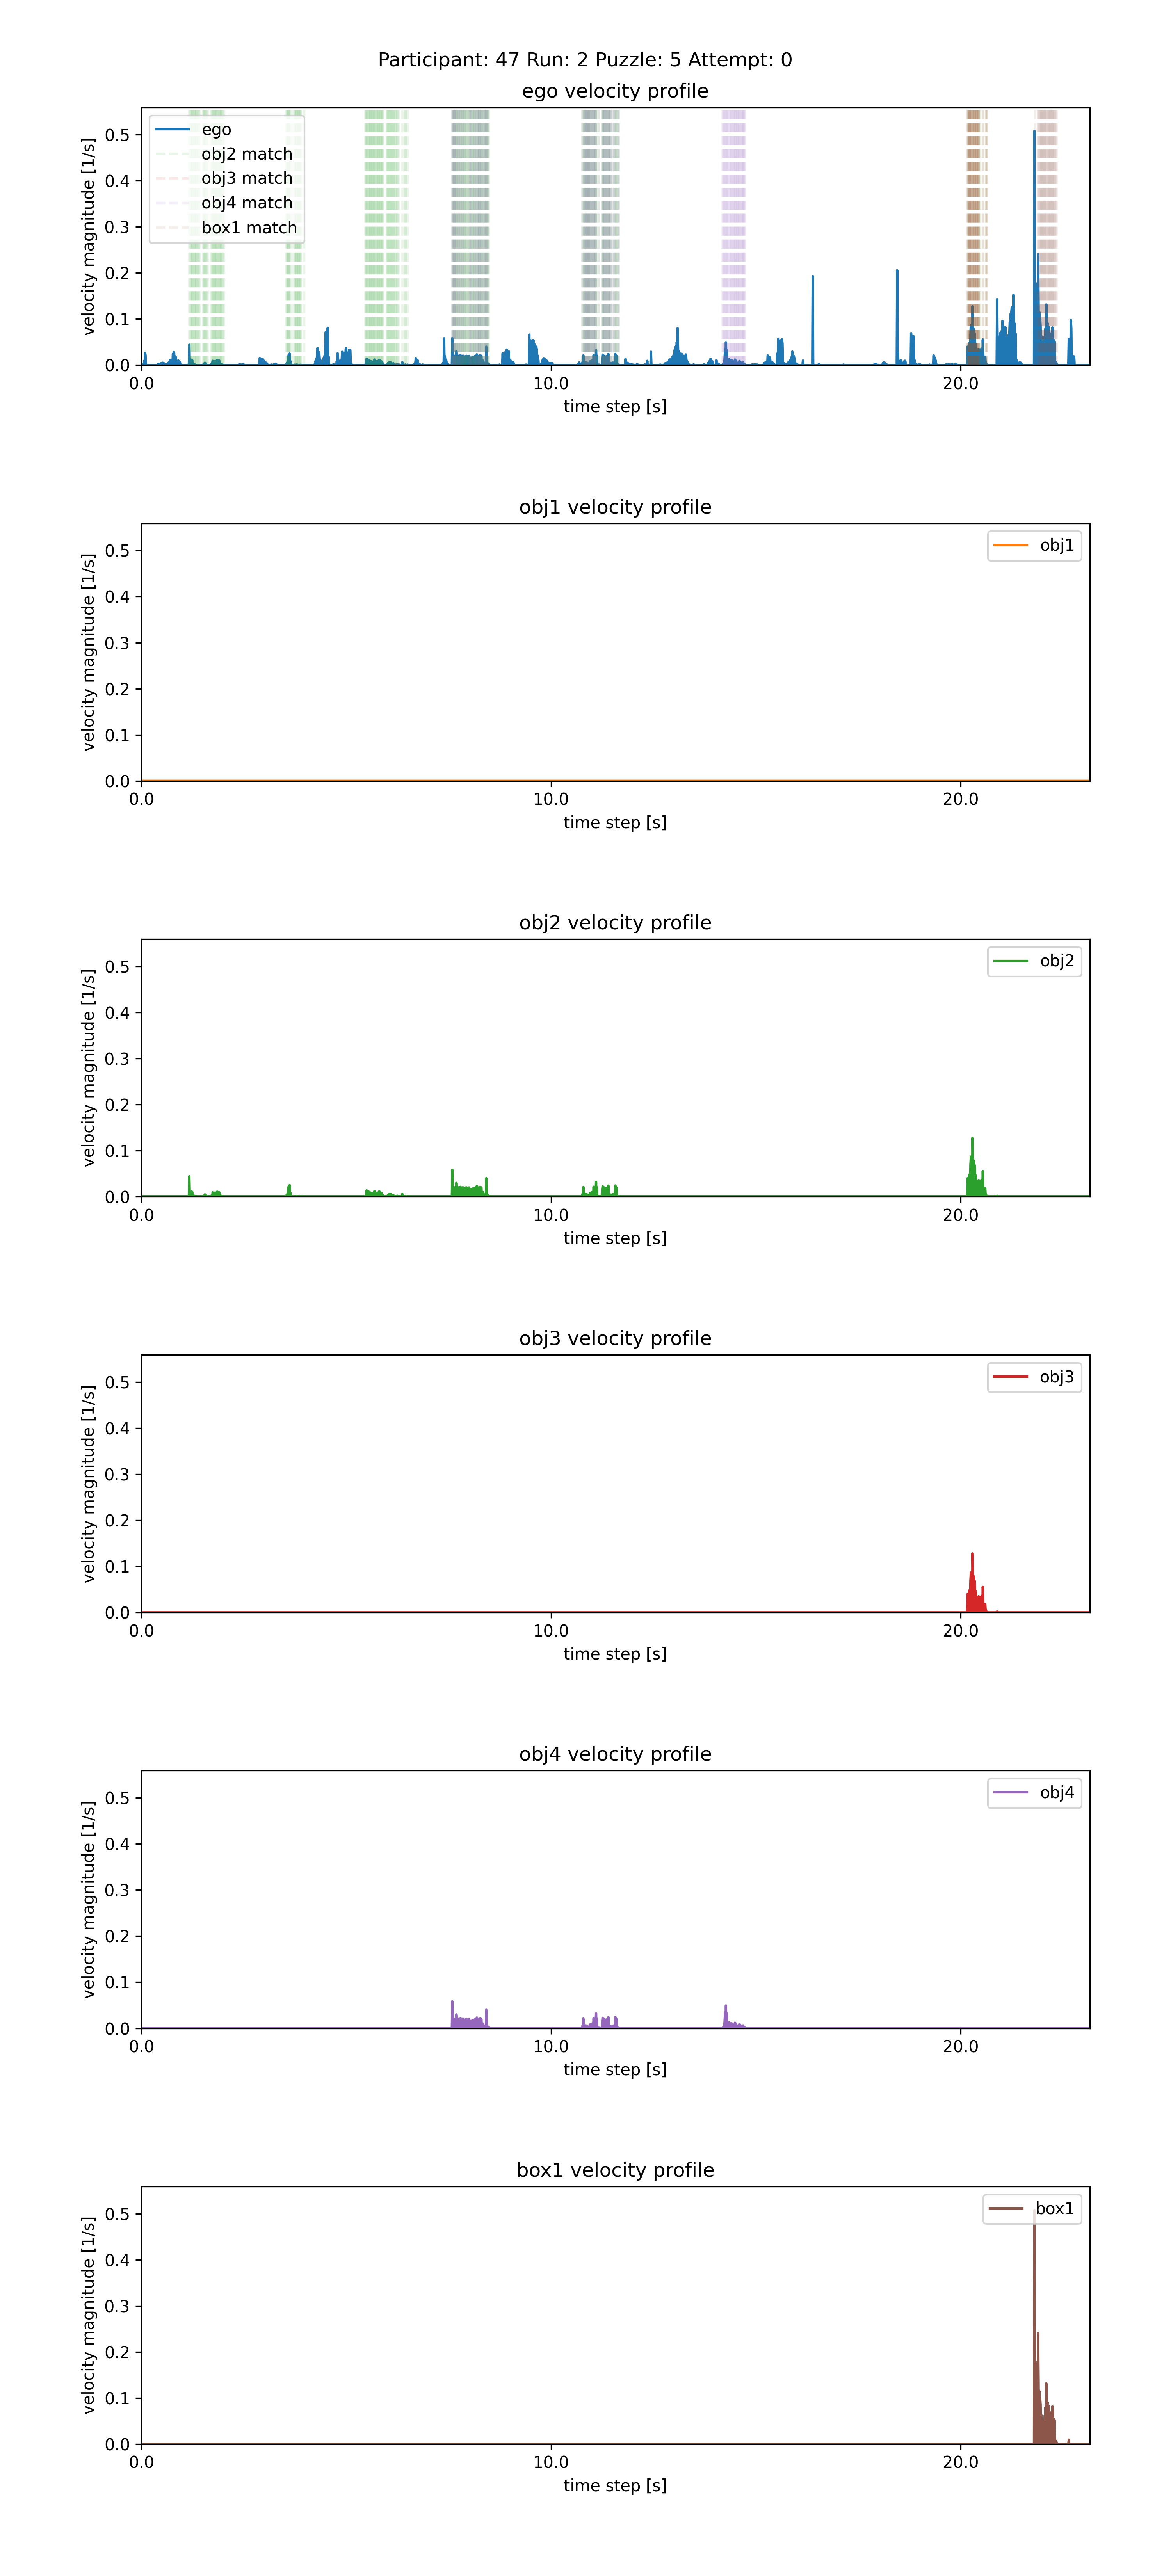 Participant: 47 Run: 2 Puzzle: 5 Attempt: 0
ego velocity profile
velocity magnitude [1/s]
0.5
0.4
0.3
0.2
0.1
0.0
ego
obj2 match
obj3 match
obj4 match
box1 match
0.0 10.0 20.0
time step [s]
obj1 velocity profile
velocity magnitude [1/s]
0.5
0.4
0.3
0.2
0.1
0.0
obj1
0.0 10.0 20.0
time step [s]
obj2 velocity profile
velocity magnitude [1/s]
0.5
0.4
0.3
0.2
0.1
0.0
obj2
0.0 10.0 20.0
time step [s]
obj3 velocity profile
velocity magnitude [1/s]
0.5
0.4
0.3
0.2
0.1
0.0
obj3
0.0 10.0 20.0
time step [s]
obj4 velocity profile
velocity magnitude [1/s]
0.5
0.4
0.3
0.2
0.1
0.0
obj4
0.0 10.0 20.0
time step [s]
box1 velocity profile
velocity magnitude [1/s]
0.5
0.4
0.3
0.2
0.1
0.0
box1
0.0 10.0 20.0
time step [s]